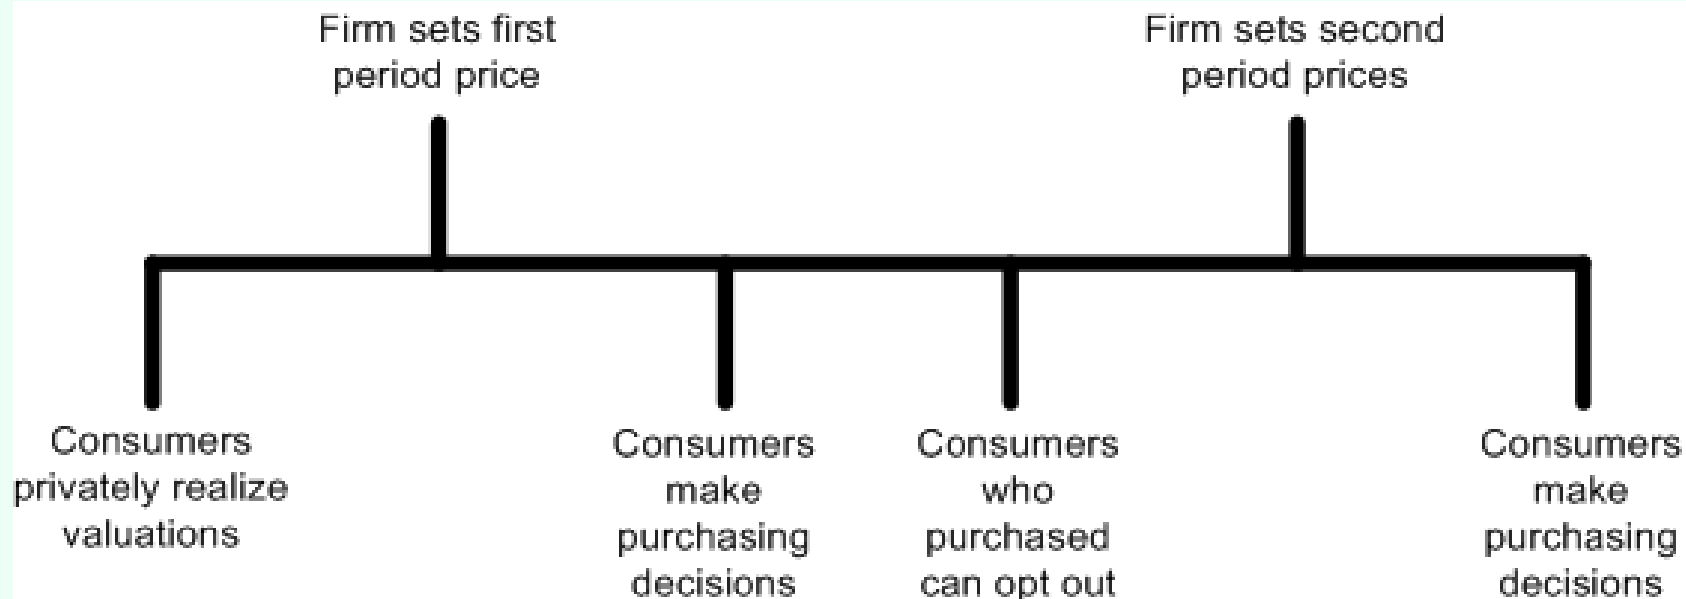 Firm sets first
period price
Firm sets second
period prices
Consumers
privately realize
valuations
Consumers
make
purchasing
decisions
Consumers
who
purchased
can opt out
Consumers
make
purchasing
decisions